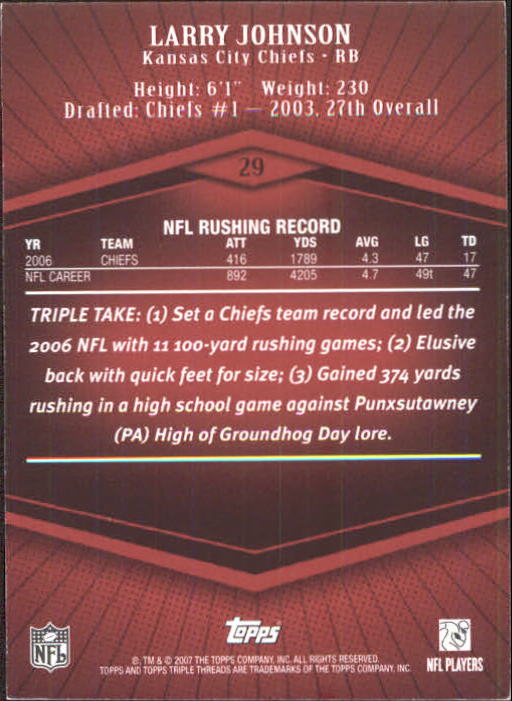 LARRY JOHNSON
Kansas City Chiefs · RB
Height: 6'1" Weight: 230
Drafted: Chiefs #1 — 2003, 27th Overall
29
NFL RUSHING RECORD
YR TEAM ATT YDS AVG LG TD
2006 CHIEFS 416 1789 4.3 47 17
NFL CAREER 892 4205 4.7 49t 47
TRIPLE TAKE: (1) Set a Chiefs team record and led the
2006 NFL with 11 100-yard rushing games; (2) Elusive
back with quick feet for size; (3) Gained 374 yards
rushing in a high school game against Punxsutawney
(PA) High of Groundhog Day lore.
Topps
NFL
NFL PLAYERS
®, TM & © 2007 THE TOPPS COMPANY, INC. ALL RIGHTS RESERVED.
TOPPS AND TOPPS TRIPLE THREADS ARE TRADEMARKS OF THE TOPPS COMPANY, INC.